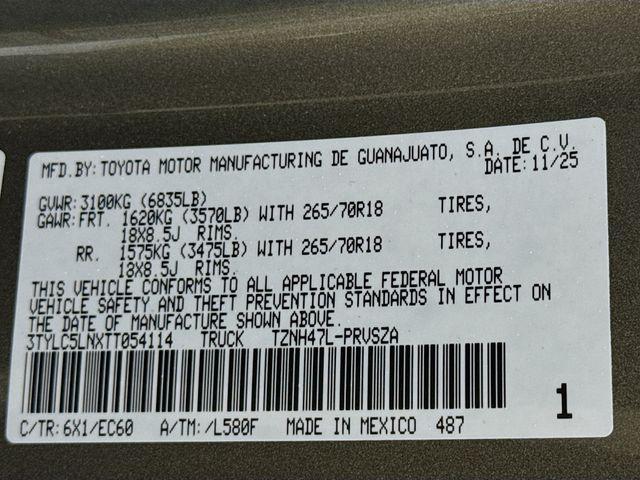 MFD.BY:TOYOTA MOTOR MANUFACTURING DE GUANAJUATO, S.A. DE C.V.
DATE:11/25
GVWR:3100KG (6835LB)
GAWR:FRT. 1620KG (3570LB) WITH 265/70R18 TIRES,
18X8.5J RIMS.
RR. 1575KG (3475LB) WITH 265/70R18 TIRES,
18X8.5J RIMS.
THIS VEHICLE CONFORMS TO ALL APPLICABLE FEDERAL MOTOR
VEHICLE SAFETY AND THEFT PREVENTION STANDARDS IN EFFECT ON
THE DATE OF MANUFACTURE SHOWN ABOVE.
3TYLC5LNXTT054114 TRUCK TZNH47L-PRVSZA
1
C/TR:6X1/EC60 A/TM:/L580F MADE IN MEXICO 487